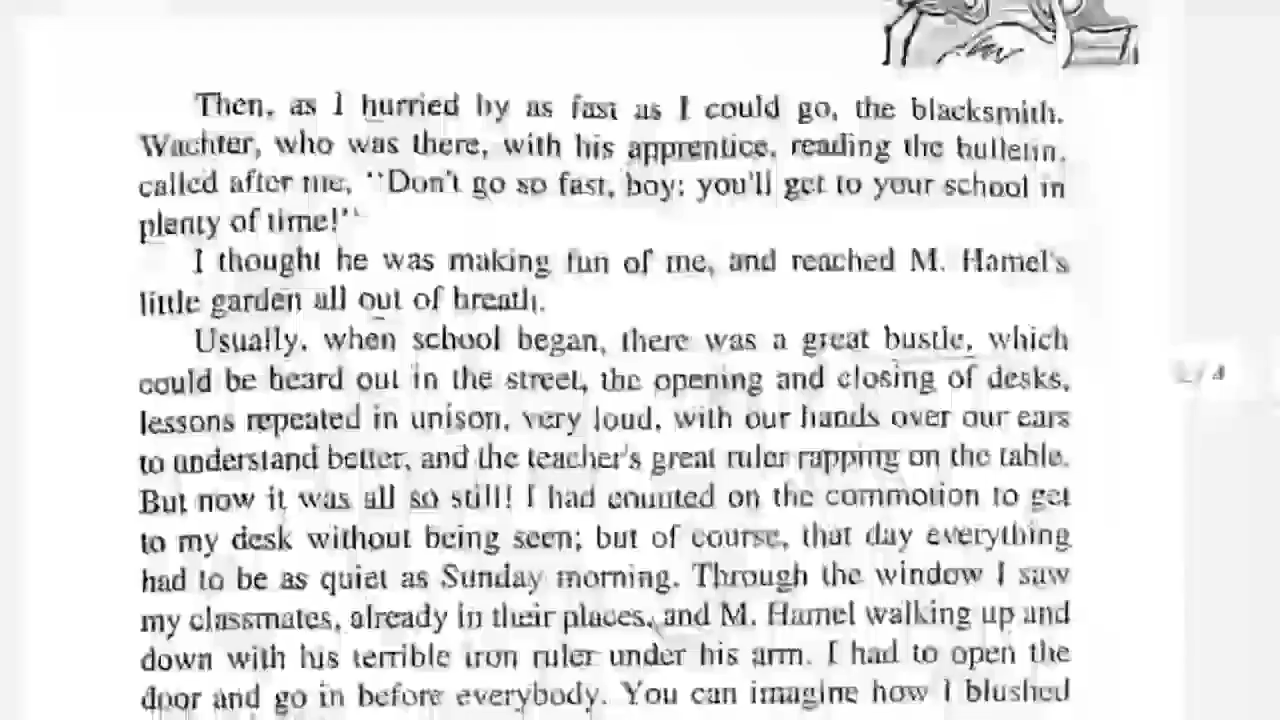 Then, as I hurried by as fast as I could go, the blacksmith,
Wachter, who was there, with his apprentice, reading the bulletin,
called after me, “Don't go so fast, boy; you'll get to your school in
plenty of time!”
I thought he was making fun of me, and reached M. Hamel's
little garden all out of breath.
Usually, when school began, there was a great bustle, which
could be heard out in the street, the opening and closing of desks,
lessons repeated in unison, very loud, with our hands over our ears
to understand better, and the teacher's great ruler rapping on the table.
But now it was all so still! I had counted on the commotion to get
to my desk without being seen; but of course, that day everything
had to be as quiet as Sunday morning. Through the window I saw
my classmates, already in their places, and M. Hamel walking up and
down with his terrible iron ruler under his arm. I had to open the
door and go in before everybody. You can imagine how I blushed